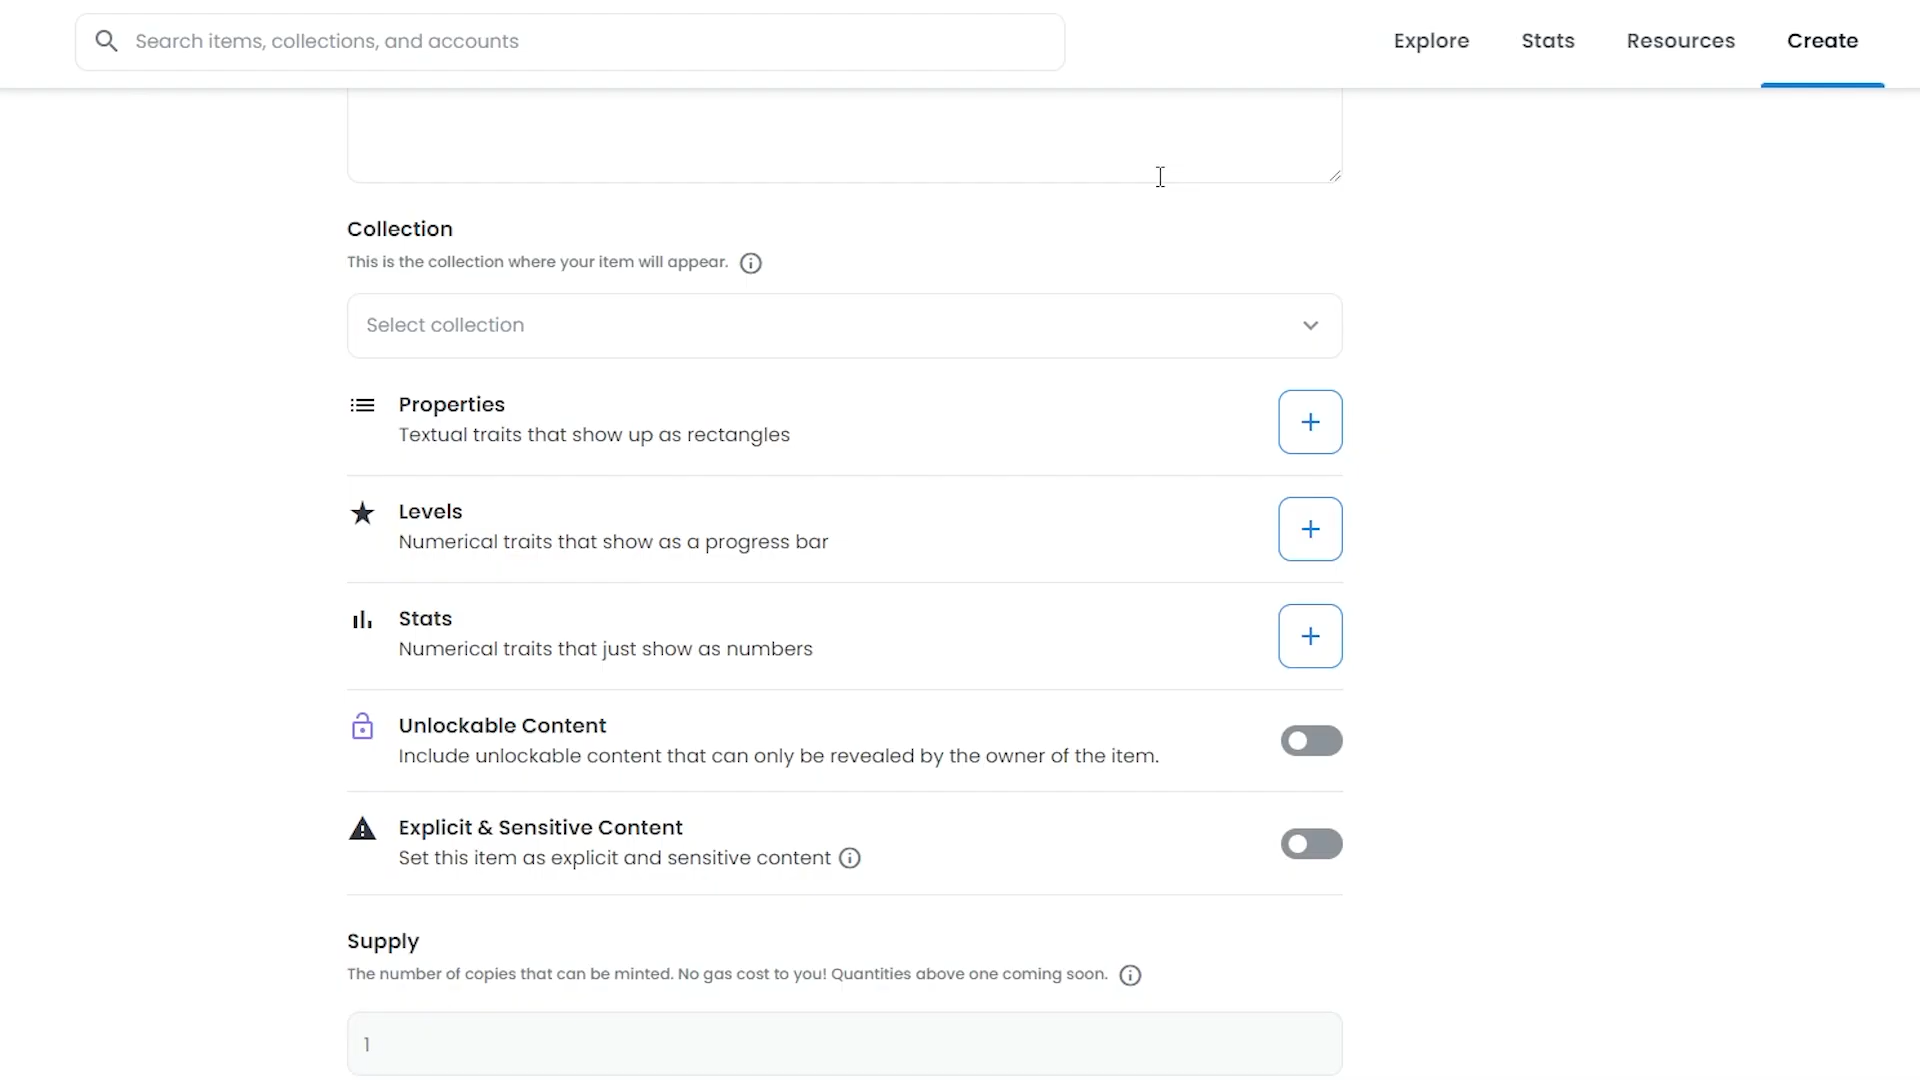 Search items, collections, and accounts
Explore
Stats
Resources
Create
Collection
This is the collection where your item will appear.
Select collection
Properties
Textual traits that show up as rectangles
Levels
Numerical traits that show as a progress bar
Stats
Numerical traits that just show as numbers
Unlockable Content
Include unlockable content that can only be revealed by the owner of the item.
Explicit & Sensitive Content
Set this item as explicit and sensitive content
Supply
The number of copies that can be minted. No gas cost to you! Quantities above one coming soon.
1